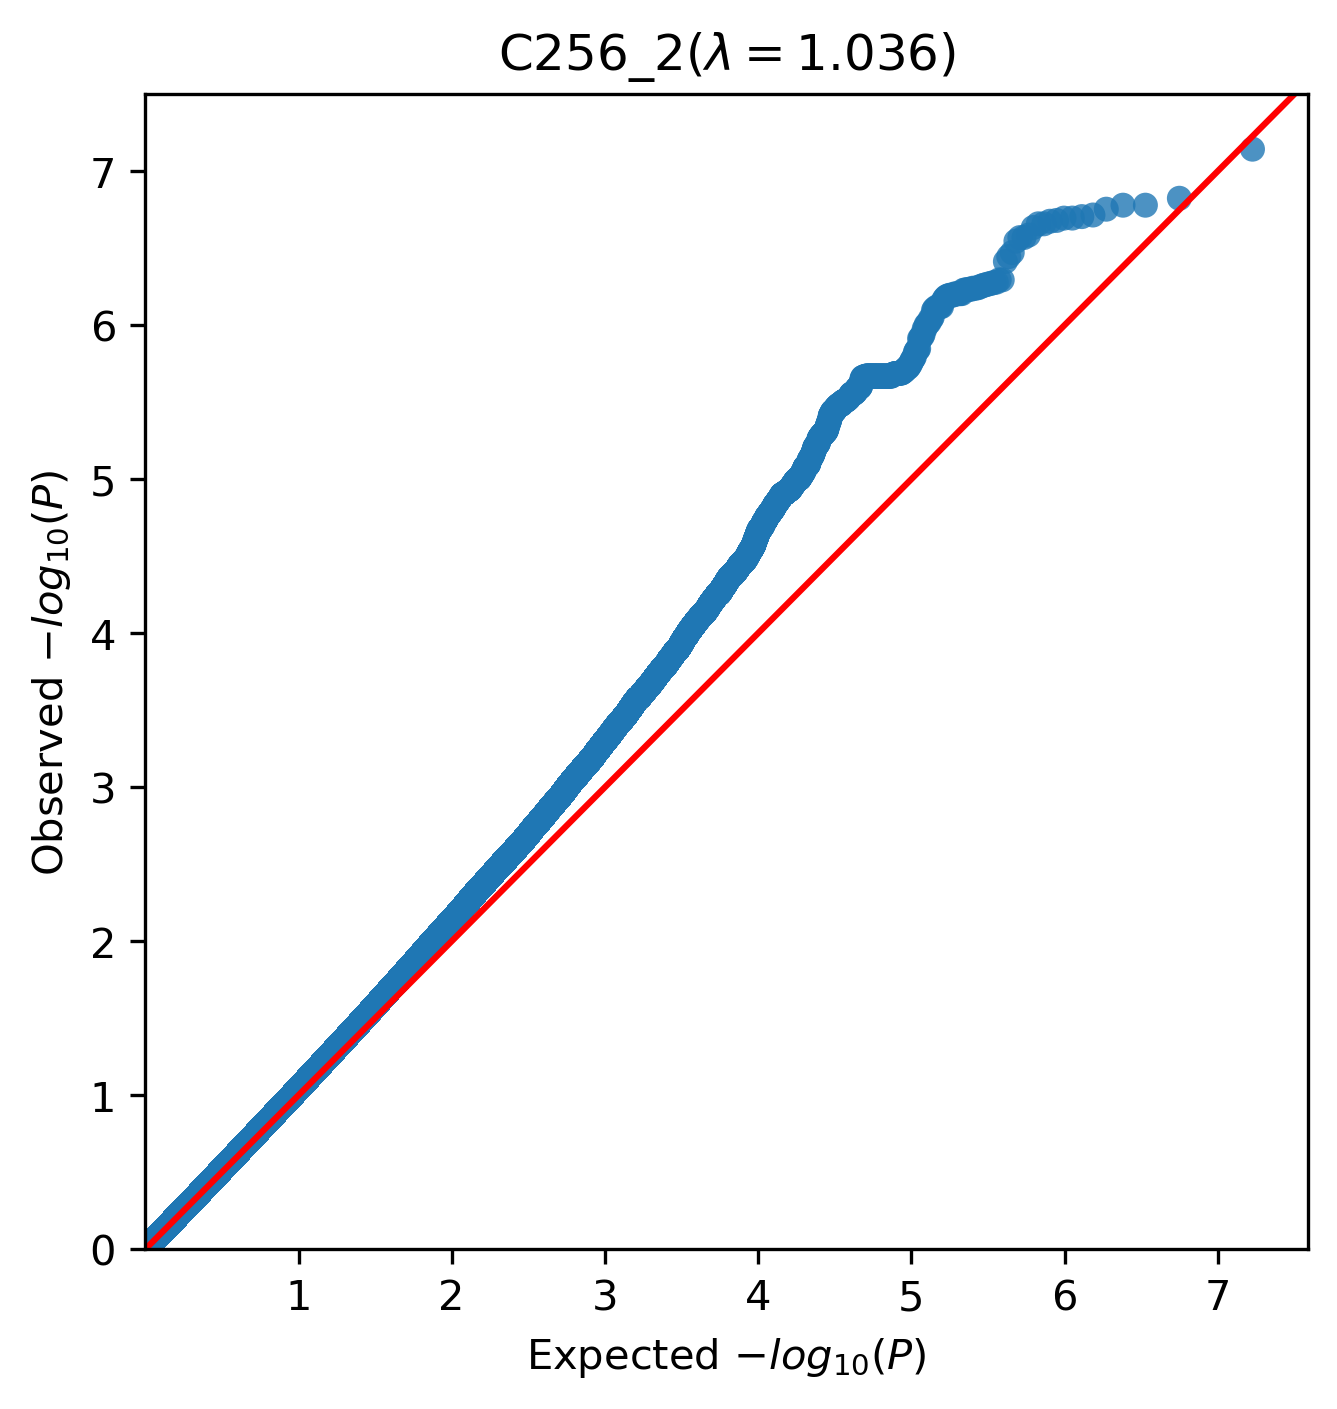 C256_2(λ = 1.036)
Observed −log₁₀(P)
7
6
5
4
3
2
1
0
1 2 3 4 5 6 7
Expected −log₁₀(P)